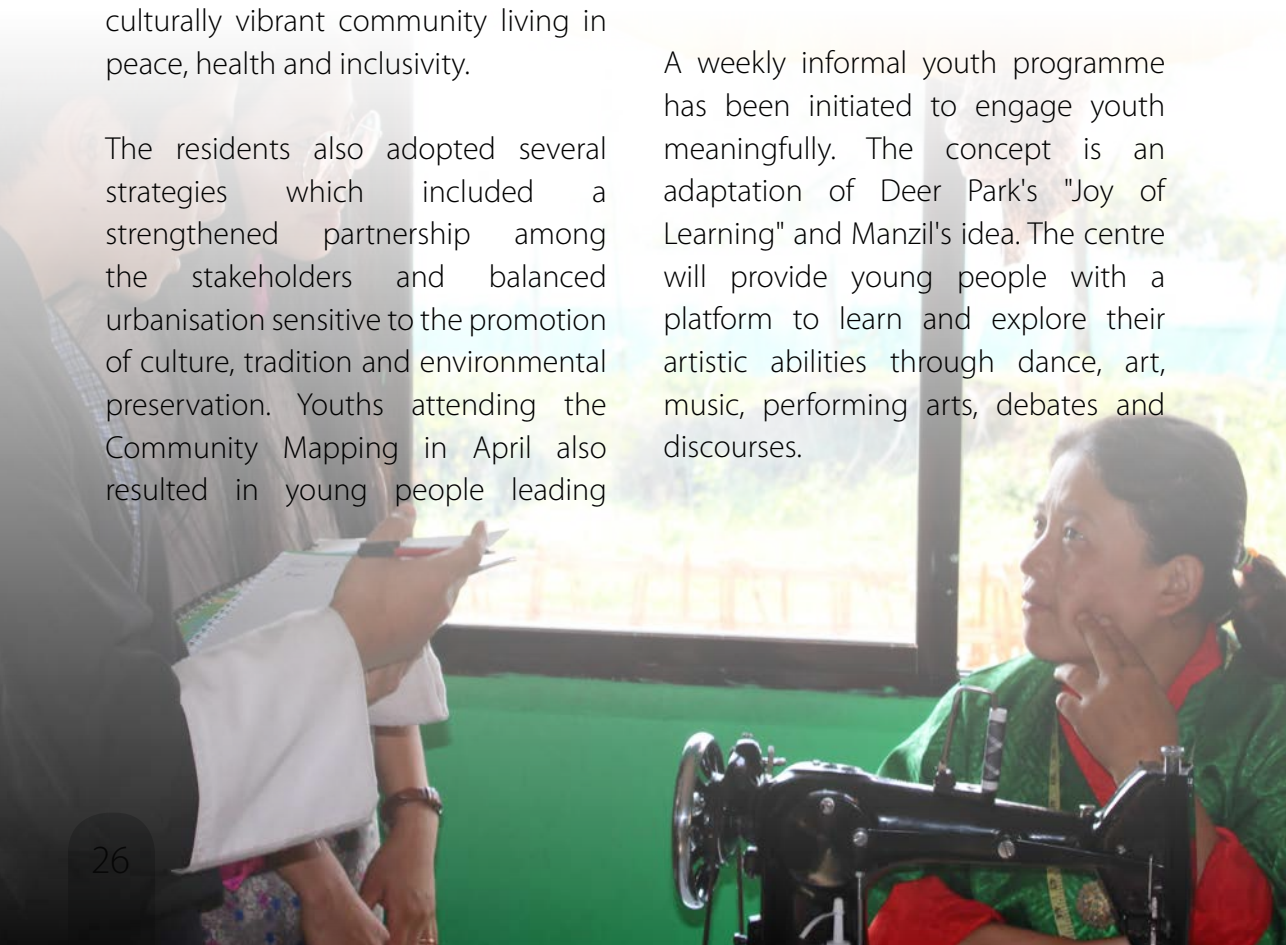 culturally vibrant community living in
peace, health and inclusivity.
The residents also adopted several
strategies which included a
strengthened partnership among
the stakeholders and balanced
urbanisation sensitive to the promotion
of culture, tradition and environmental
preservation. Youths attending the
Community Mapping in April also
resulted in young people leading
A weekly informal youth programme
has been initiated to engage youth
meaningfully. The concept is an
adaptation of Deer Park's "Joy of
Learning" and Manzil's idea. The centre
will provide young people with a
platform to learn and explore their
artistic abilities through dance, art,
music, performing arts, debates and
discourses.
26